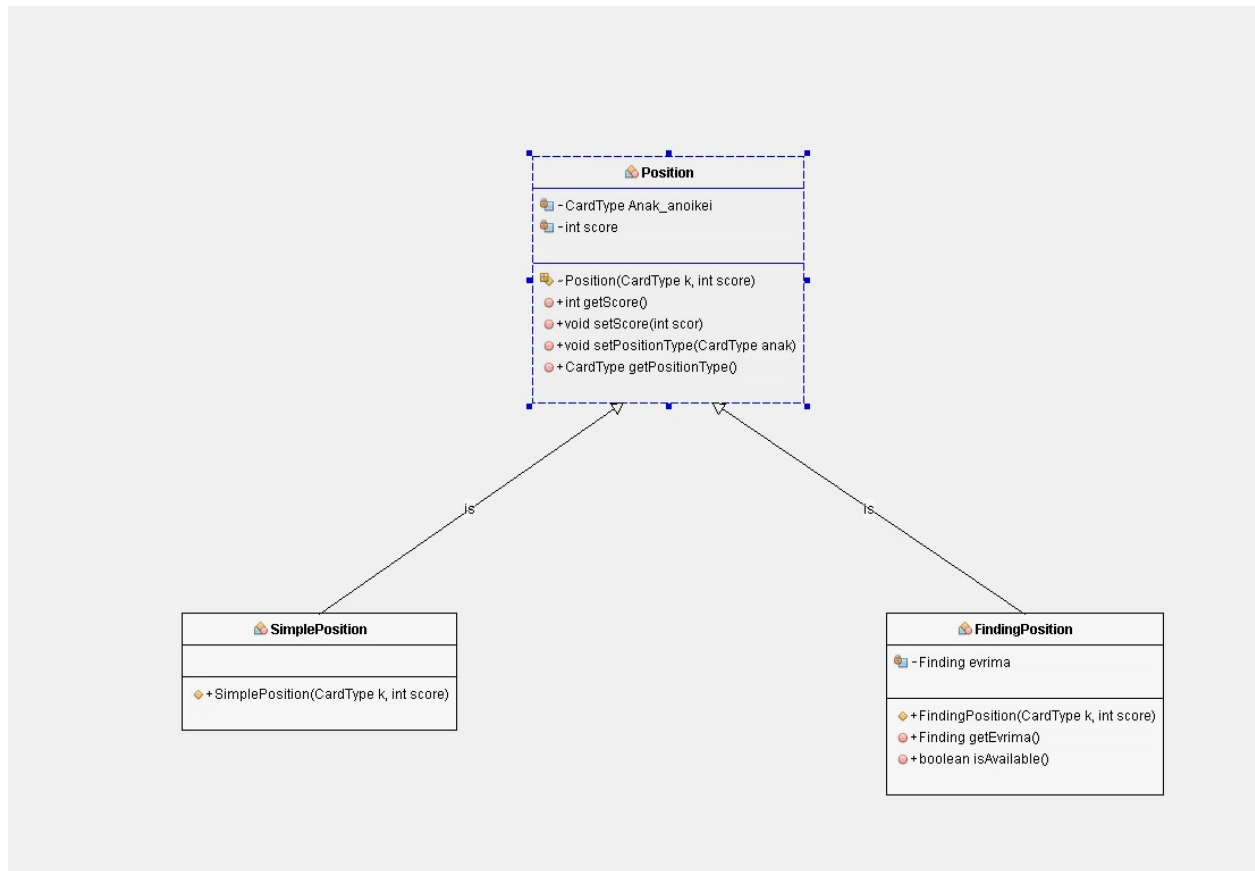 Position
-CardType Anak_anoikei
-int score
~Position(CardType k, int score)
+int getScore()
+void setScore(int scor)
+void setPositionType(CardType anak)
+CardType getPositionType()
is
is
SimplePosition
+SimplePosition(CardType k, int score)
FindingPosition
-Finding evrima
+FindingPosition(CardType k, int score)
+Finding getEvrima()
+boolean isAvailable()